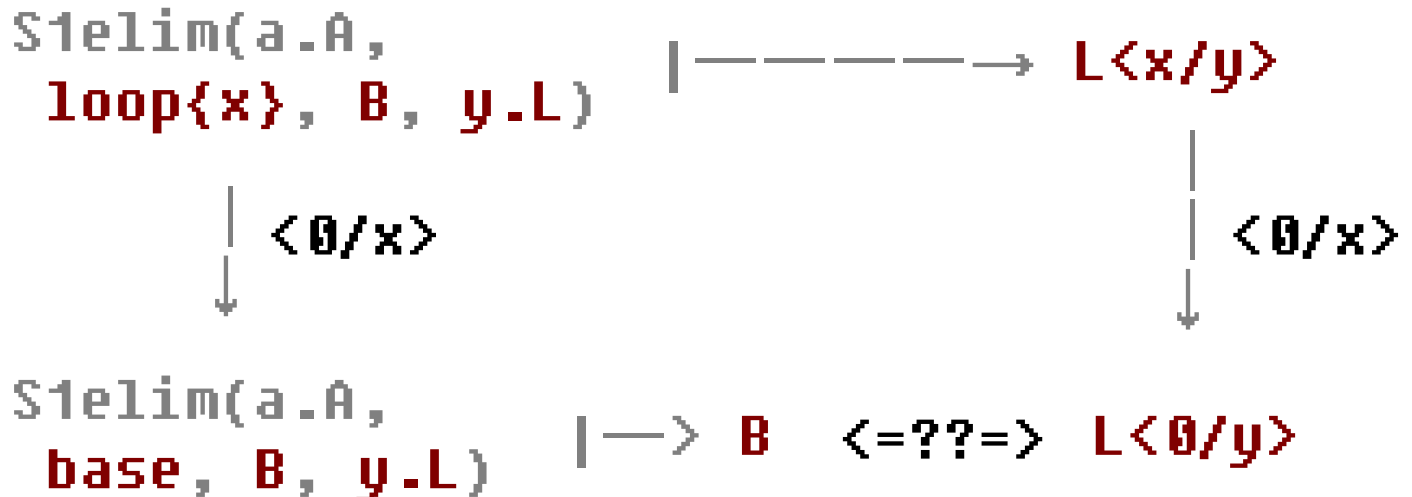 S1elim(a.A,
loop{x}, B, y.L)
|————→ L<x/y>
<0/x>
<0/x>
S1elim(a.A,
base, B, y.L)
|—> B <=??=> L<0/y>